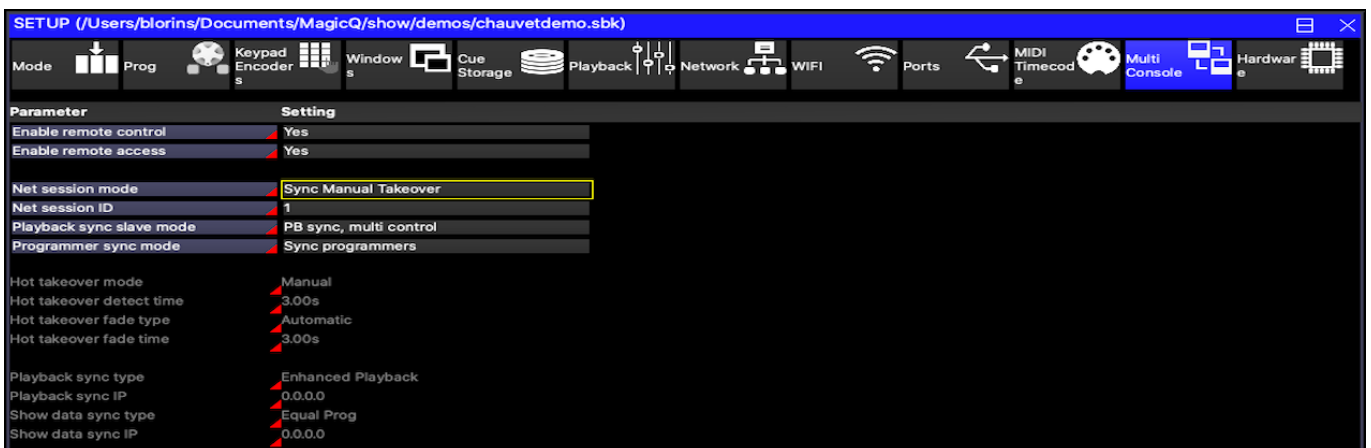 SETUP (/Users/blorins/Documents/MagicQ/show/demos/chauvetdemo.sbk)
Mode Prog Keypad Encoders Windows Cue Storage Playback Network WIFI Ports MIDI Timecode Multi Console Hardware
Parameter Setting
Enable remote control Yes
Enable remote access Yes
Net session mode Sync Manual Takeover
Net session ID 1
Playback sync slave mode PB sync, multi control
Programmer sync mode Sync programmers
Hot takeover mode Manual
Hot takeover detect time 3.00s
Hot takeover fade type Automatic
Hot takeover fade time 3.00s
Playback sync type Enhanced Playback
Playback sync IP 0.0.0.0
Show data sync type Equal Prog
Show data sync IP 0.0.0.0